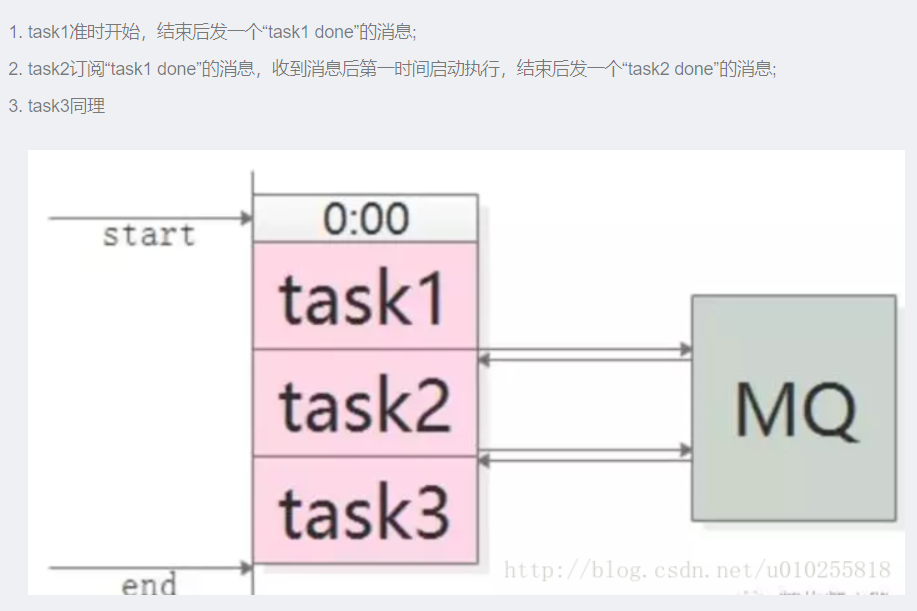 1. task1准时开始，结束后发一个“task1 done”的消息;
2. task2订阅“task1 done”的消息，收到消息后第一时间启动执行，结束后发一个“task2 done”的消息;
3. task3同理
0:00
start
task1
task2
MQ
task3
http://blog.csdn.net/u010255818
end